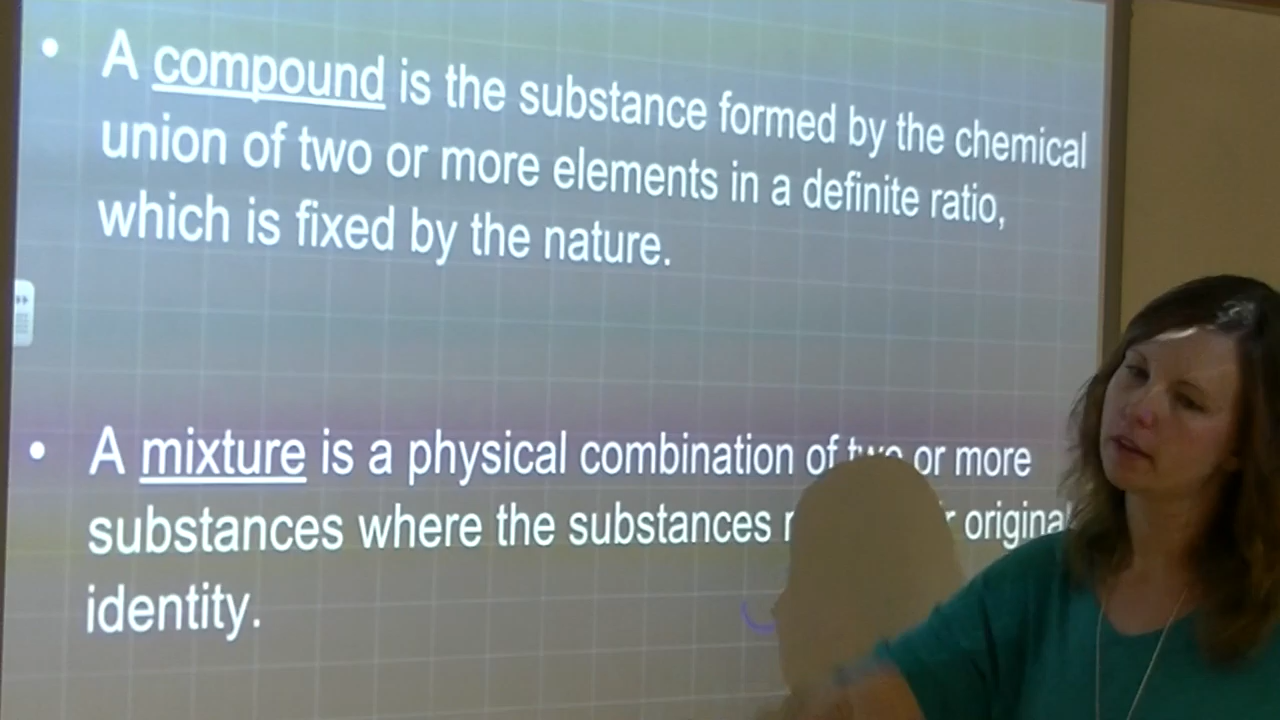 • A compound is the substance formed by the chemical
union of two or more elements in a definite ratio,
which is fixed by the nature.
• A mixture is a physical combination of two or more
substances where the substances original
identity.